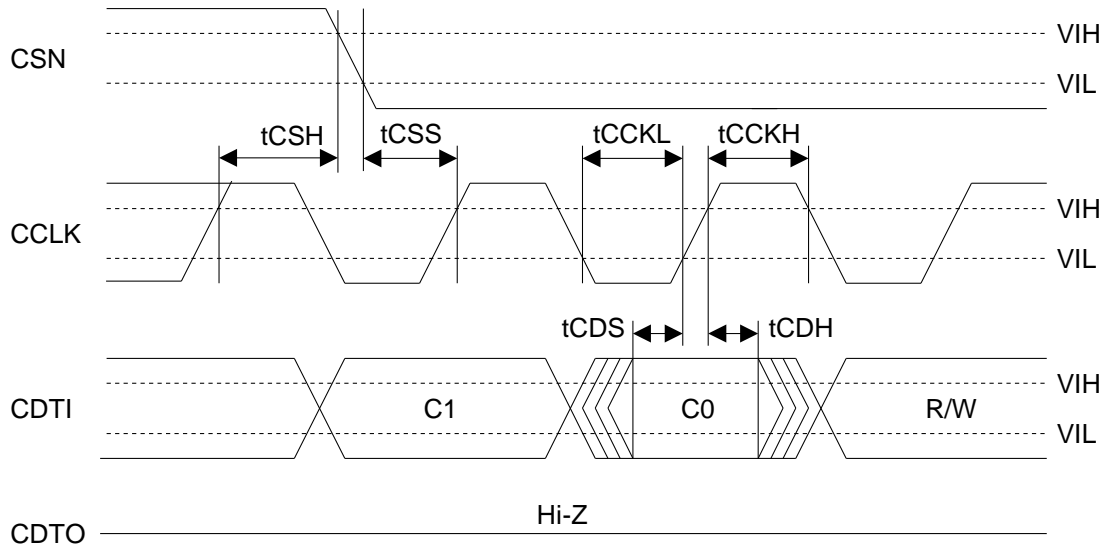 VIH
CSN
VIL
tCSH tCSS tCCKL tCCKH
VIH
CCLK
VIL
tCDS tCDH
VIH
CDTI C1 C0 R/W
VIL
Hi-Z
CDTO